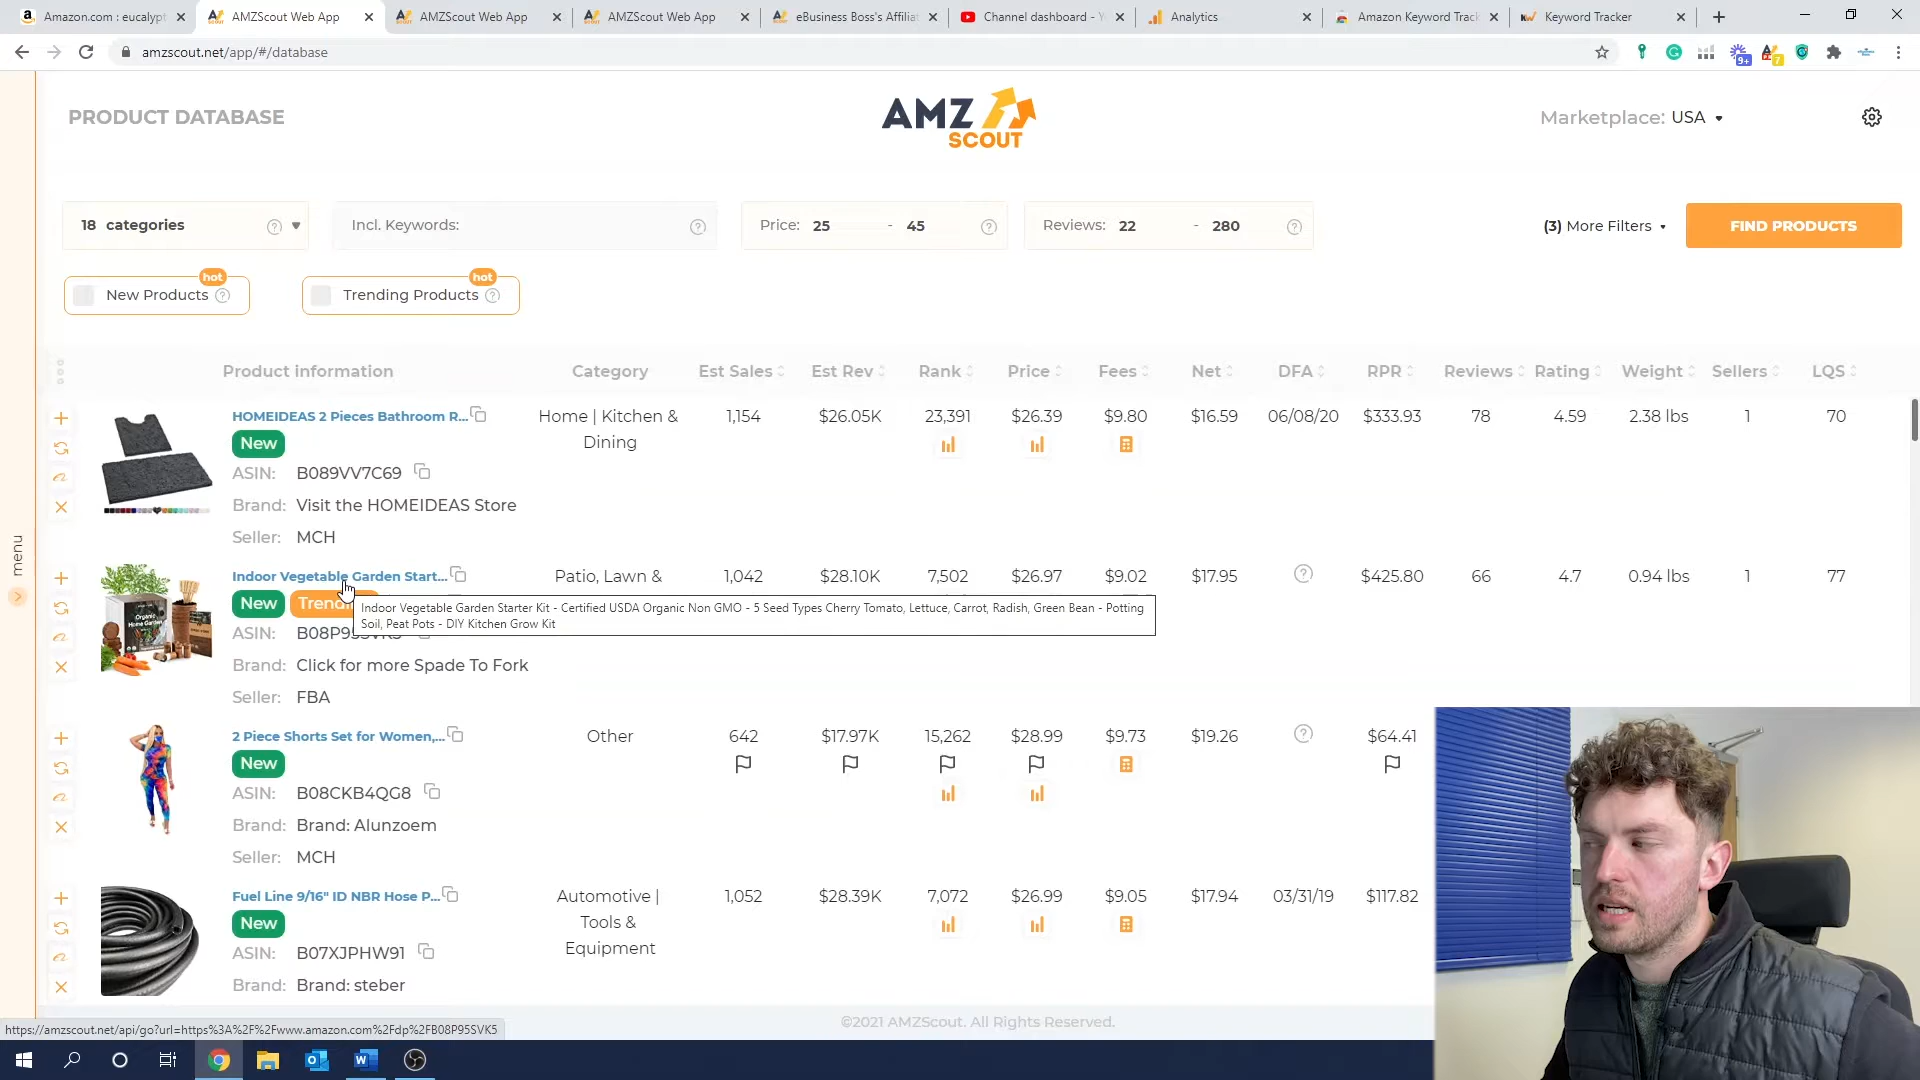 Amazon.com : eucalypt
AMZScout Web App
AMZScout Web App
AMZScout Web App
eBusiness Boss's Affiliat
Channel dashboard - Y
Analytics
Amazon Keyword Track
Keyword Tracker
amzscout.net/app/#/database
9+
7
PRODUCT DATABASE
AMZ
SCOUT
Marketplace: USA
18 categories
Incl. Keywords:
Price: 25 - 45
Reviews: 22 - 280
(3) More Filters
FIND PRODUCTS
hot
New Products
hot
Trending Products
Product information Category Est Sales Est Rev Rank Price Fees Net DFA RPR Reviews Rating Weight Sellers LQS
HOMEIDEAS 2 Pieces Bathroom R... Home | Kitchen & 1,154 $26.05K 23,391 $26.39 $9.80 $16.59 06/08/20 $333.93 78 4.59 2.38 lbs 1 70
New Dining
ASIN: B089VV7C69
Brand: Visit the HOMEIDEAS Store
Seller: MCH
menu
Indoor Vegetable Garden Start... Patio, Lawn & 1,042 $28.10K 7,502 $26.97 $9.02 $17.95 $425.80 66 4.7 0.94 lbs 1 77
New
Indoor Vegetable Garden Starter Kit - Certified USDA Organic Non GMO - 5 Seed Types Cherry Tomato, Lettuce, Carrot, Radish, Green Bean - Potting
Soil, Peat Pots - DIY Kitchen Grow Kit
ASIN:
Brand: Click for more Spade To Fork
Seller: FBA
2 Piece Shorts Set for Women,... Other 642 $17.97K 15,262 $28.99 $9.73 $19.26 $64.41
New
ASIN: B08CKB4QG8
Brand: Brand: Alunzoem
Seller: MCH
Fuel Line 9/16" ID NBR Hose P... Automotive | 1,052 $28.39K 7,072 $26.99 $9.05 $17.94 03/31/19 $117.82
New Tools &
Equipment
ASIN: B07XJPHW91
Brand: Brand: steber
©2021 AMZScout. All Rights Reserved.
https://amzscout.net/api/go?url=https%3A%2F%2Fwww.amazon.com%2Fdp%2FB08P95SVK5